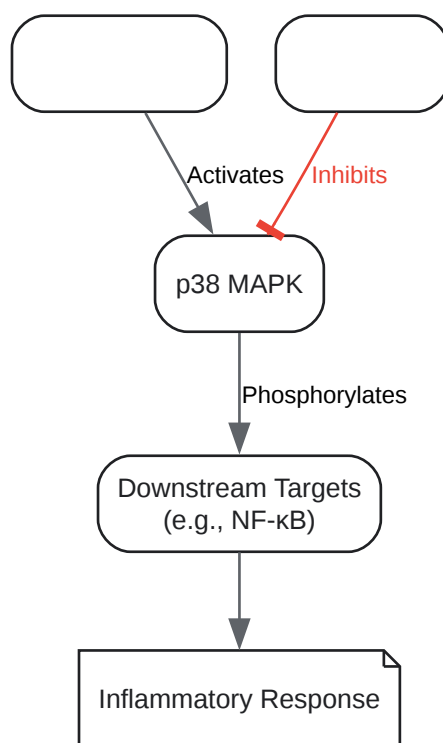 Activates
Inhibits
p38 MAPK
Phosphorylates
Downstream Targets
(e.g., NF-κB)
Inflammatory Response